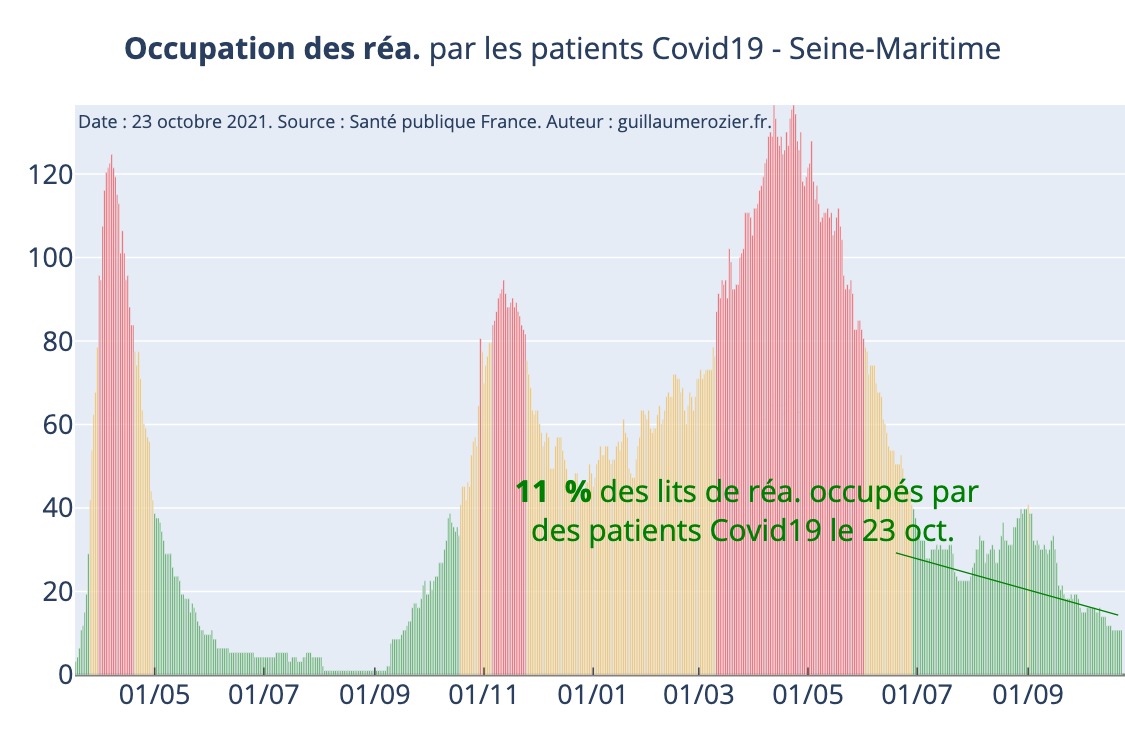 Occupation des réa. par les patients Covid19 - Seine-Maritime
Date : 23 octobre 2021. Source : Santé publique France. Auteur : guillaumerozier.fr.
120
100
80
60
40
20
0
11 % des lits de réa. occupés par
des patients Covid19 le 23 oct.
01/05 01/07 01/09 01/11 01/01 01/03 01/05 01/07 01/09